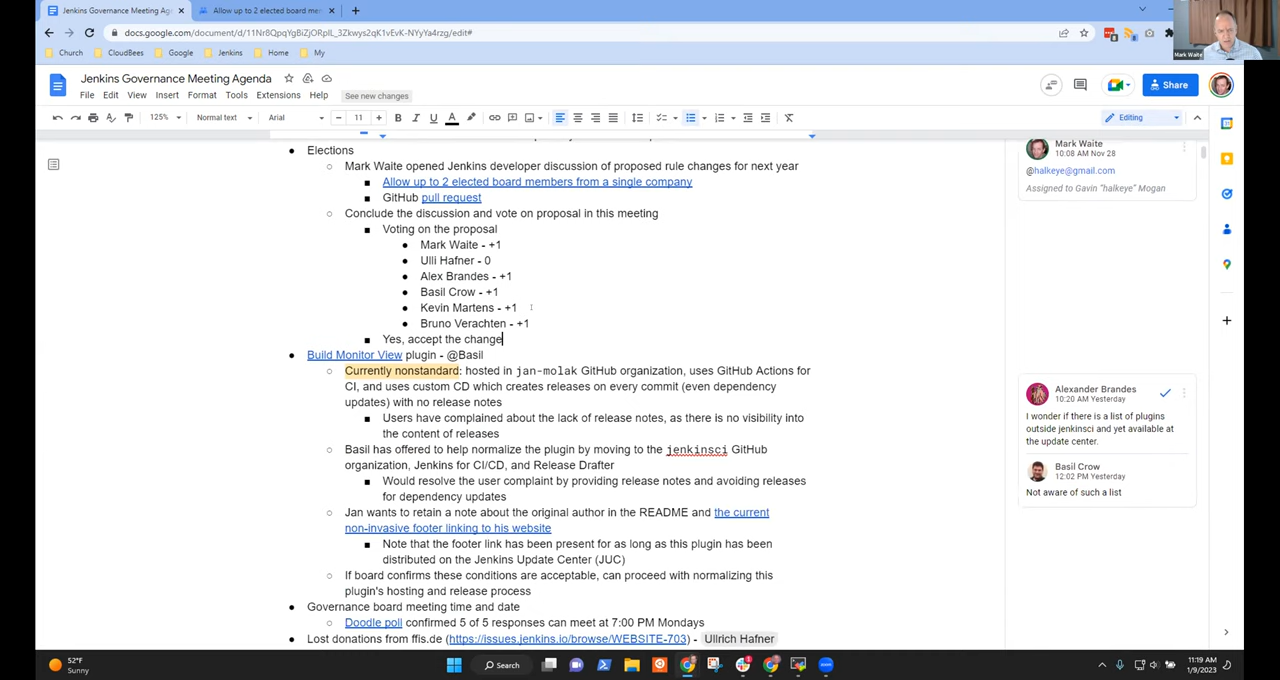 Jenkins Governance Meeting Agenda
Allow up to 2 elected board mem
docs.google.com/document/d/11Nr8QpqYgBiZjORplL_3Zkwys2qK1vEvK-NYyYa4rzg/edit#
Church CloudBees Google Jenkins Home My
Mark Waite
Jenkins Governance Meeting Agenda
File Edit View Insert Format Tools Extensions Help See new changes
Share
125% Normal text Arial 11 Editing
Elections
Mark Waite opened Jenkins developer discussion of proposed rule changes for next year
Allow up to 2 elected board members from a single company
GitHub pull request
Conclude the discussion and vote on proposal in this meeting
Voting on the proposal
Mark Waite - +1
Ulli Hafner - 0
Alex Brandes - +1
Basil Crow - +1
Kevin Martens - +1
Bruno Verachten - +1
Yes, accept the change
Build Monitor View plugin - @Basil
Currently nonstandard: hosted in jan-molak GitHub organization, uses GitHub Actions for
CI, and uses custom CD which creates releases on every commit (even dependency
updates) with no release notes
Users have complained about the lack of release notes, as there is no visibility into
the content of releases
Basil has offered to help normalize the plugin by moving to the jenkinsci GitHub
organization, Jenkins for CI/CD, and Release Drafter
Would resolve the user complaint by providing release notes and avoiding releases
for dependency updates
Jan wants to retain a note about the original author in the README and the current
non-invasive footer linking to his website
Note that the footer link has been present for as long as this plugin has been
distributed on the Jenkins Update Center (JUC)
If board confirms these conditions are acceptable, can proceed with normalizing this
plugin's hosting and release process
Governance board meeting time and date
Doodle poll confirmed 5 of 5 responses can meet at 7:00 PM Mondays
Lost donations from ffis.de (https://issues.jenkins.io/browse/WEBSITE-703) - Ullrich Hafner
Mark Waite
10:08 AM Nov 28
@halkeye@gmail.com
Assigned to Gavin "halkeye" Mogan
Alexander Brandes
10:20 AM Yesterday
I wonder if there is a list of plugins
outside jenkinsci and yet available at
the update center.
Basil Crow
12:02 PM Yesterday
Not aware of such a list
52°F
Sunny
Search
11:19 AM
1/9/2023